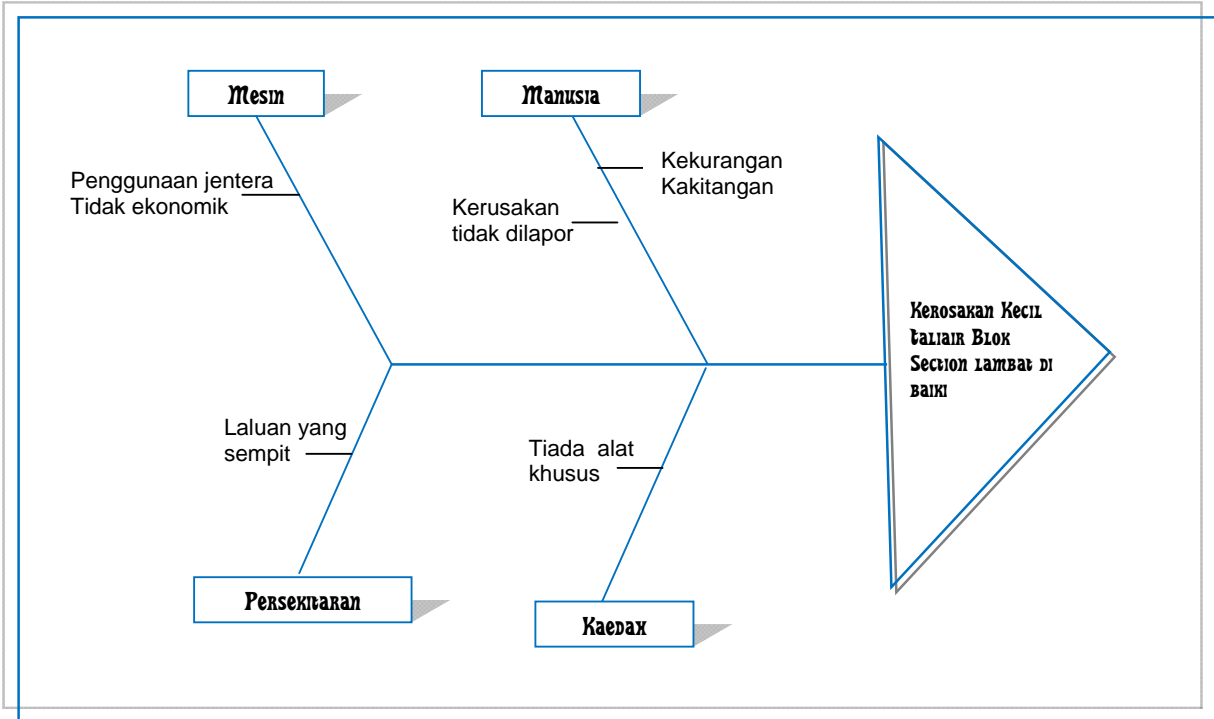 Mesin
Manusia
Penggunaan jentera
Tidak ekonomik
Kekurangan
Kakitangan
Kerusakan
tidak dilapor
Kerosakan Kecil
taliair Blok
Section lambat di
baiki
Laluan yang
sempit
Tiada alat
khusus
Persekitaran
Kaedah